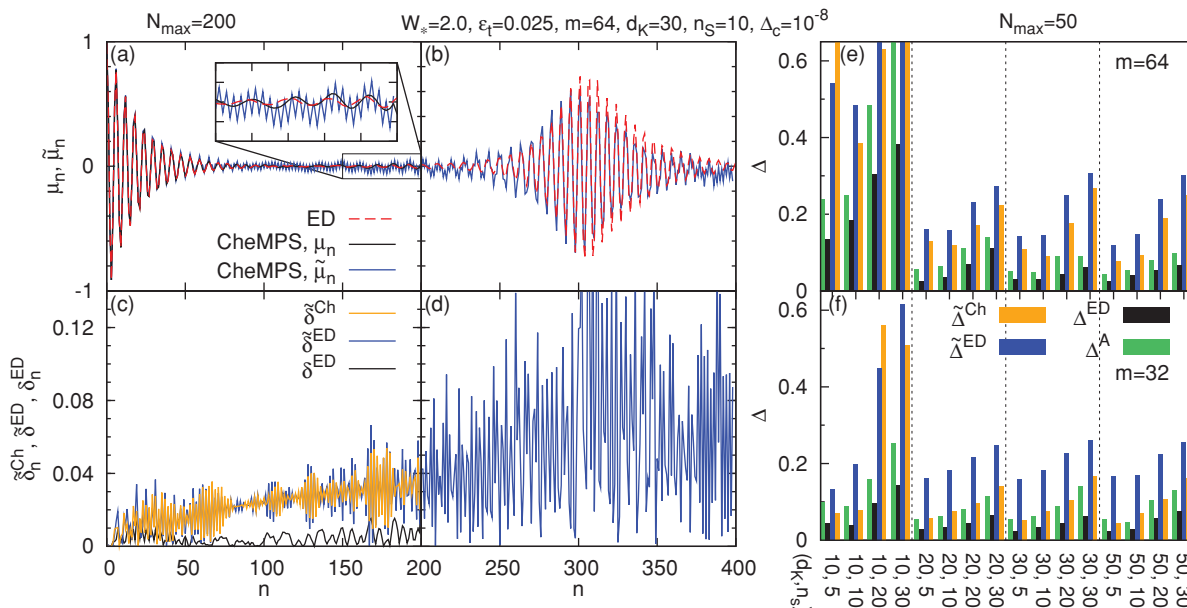 N_max=200
W_*=2.0, ε_t=0.025, m=64, d_K=30, n_S=10, Δ_c=10^-8
N_max=50
(a)
(b)
(e)
m=64
1
0
-1
μ_n, μ̃_n
ED
CheMPS, μ_n
CheMPS, μ̃_n
0.6
0.4
0.2
0
Δ
(c)
(d)
(f)
δ̃^Ch
δ̃^ED
δ^ED
0.12
0.08
0.04
0
δ̃_n^Ch, δ̃^ED, δ_n^ED
0 50 100 150 200 250 300 350 400
n
n
Δ̃^Ch
Δ^ED
Δ̃^ED
Δ^A
m=32
0.6
0.4
0.2
0
Δ
(d_K,n_s,
10, 5
10, 10
10, 20
10, 30
20, 5
20, 10
20, 20
20, 30
30, 5
30, 10
30, 20
30, 30
50, 5
50, 10
50, 20
50, 30